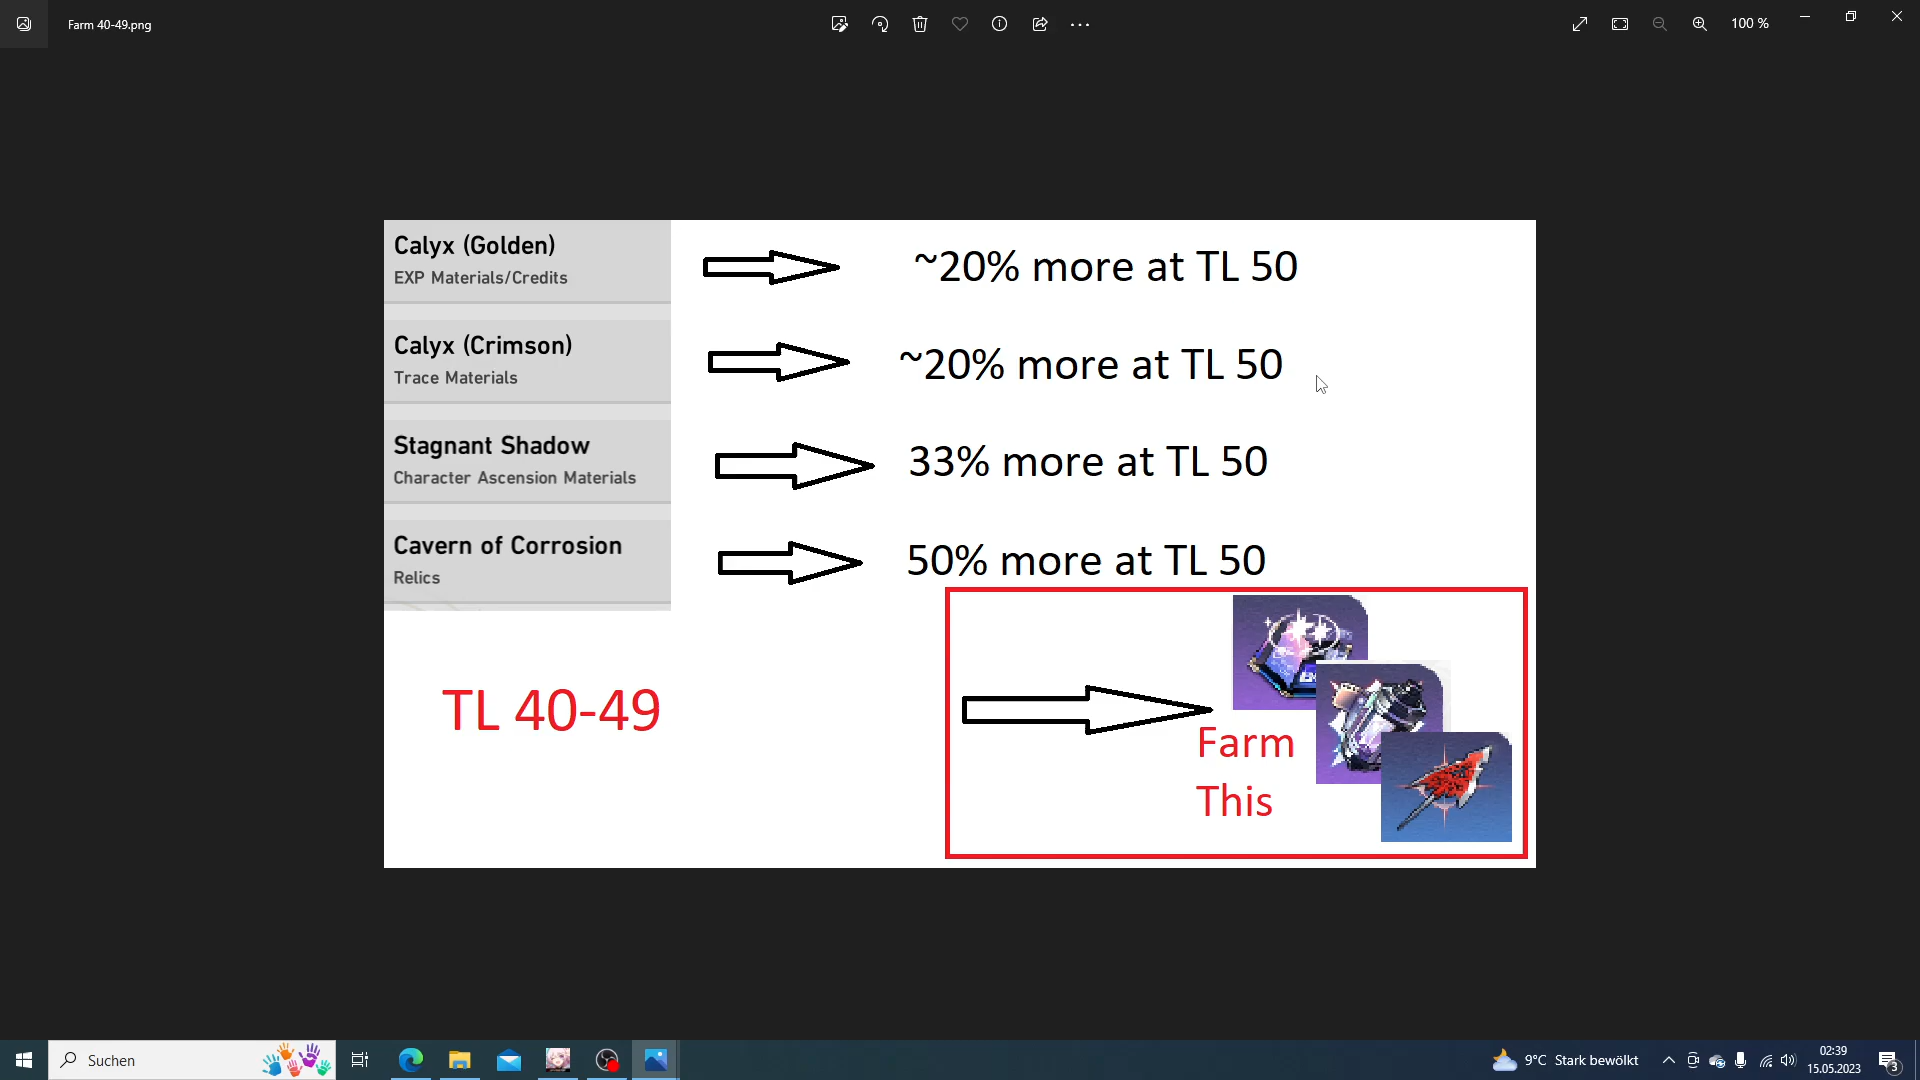 Farm 40-49.png
100 %
Calyx (Golden)
EXP Materials/Credits
~20% more at TL 50
Calyx (Crimson)
Trace Materials
~20% more at TL 50
Stagnant Shadow
Character Ascension Materials
33% more at TL 50
Cavern of Corrosion
Relics
50% more at TL 50
TL 40-49
Farm
This
Suchen
9°C Stark bewölkt
02:39
15.05.2023
3